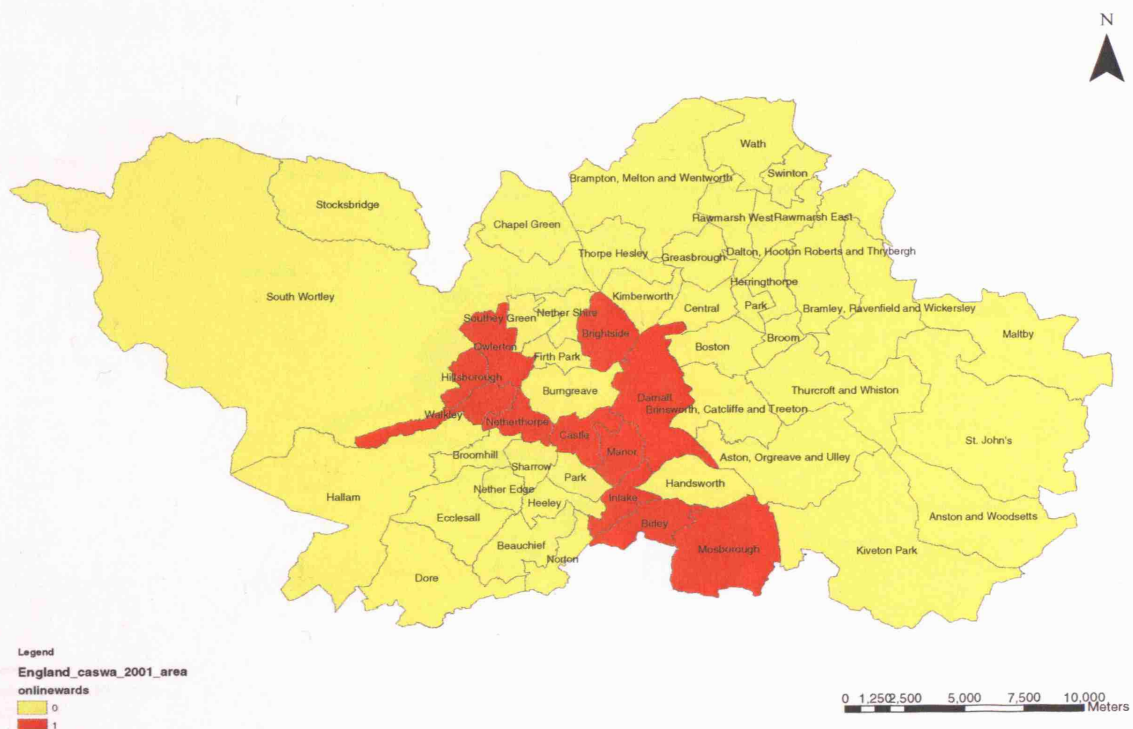 N
Wath
Swinton
Brampton, Melton and Wentworth
Stocksbridge
Chapel Green
Rawmarsh West
Rawmarsh East
Thorpe Hesley
Greasbrough
Dalton, Hooton Roberts and Thrybergh
Herringthorpe
South Wortley
Kimberworth
Central
Park
Bramley, Ravenfield and Wickersley
Southey Green
Nether Shire
Brightside
Maltby
Owlerton
Firth Park
Boston
Broom
Hillsborough
Burngreave
Thurcroft and Whiston
Darnall
Brinsworth, Catcliffe and Treeton
Walkley
Netherthorpe
Castle
St. John's
Manor
Broomhill
Sharrow
Park
Aston, Orgreave and Ulley
Handsworth
Hallam
Nether Edge
Heeley
Intake
Ecclesall
Anston and Woodsetts
Birley
Beauchief
Norton
Mosborough
Kiveton Park
Dore
Legend
England_caswa_2001_area
onlinewards
0
1
0 1,250 2,500 5,000 7,500 10,000
Meters